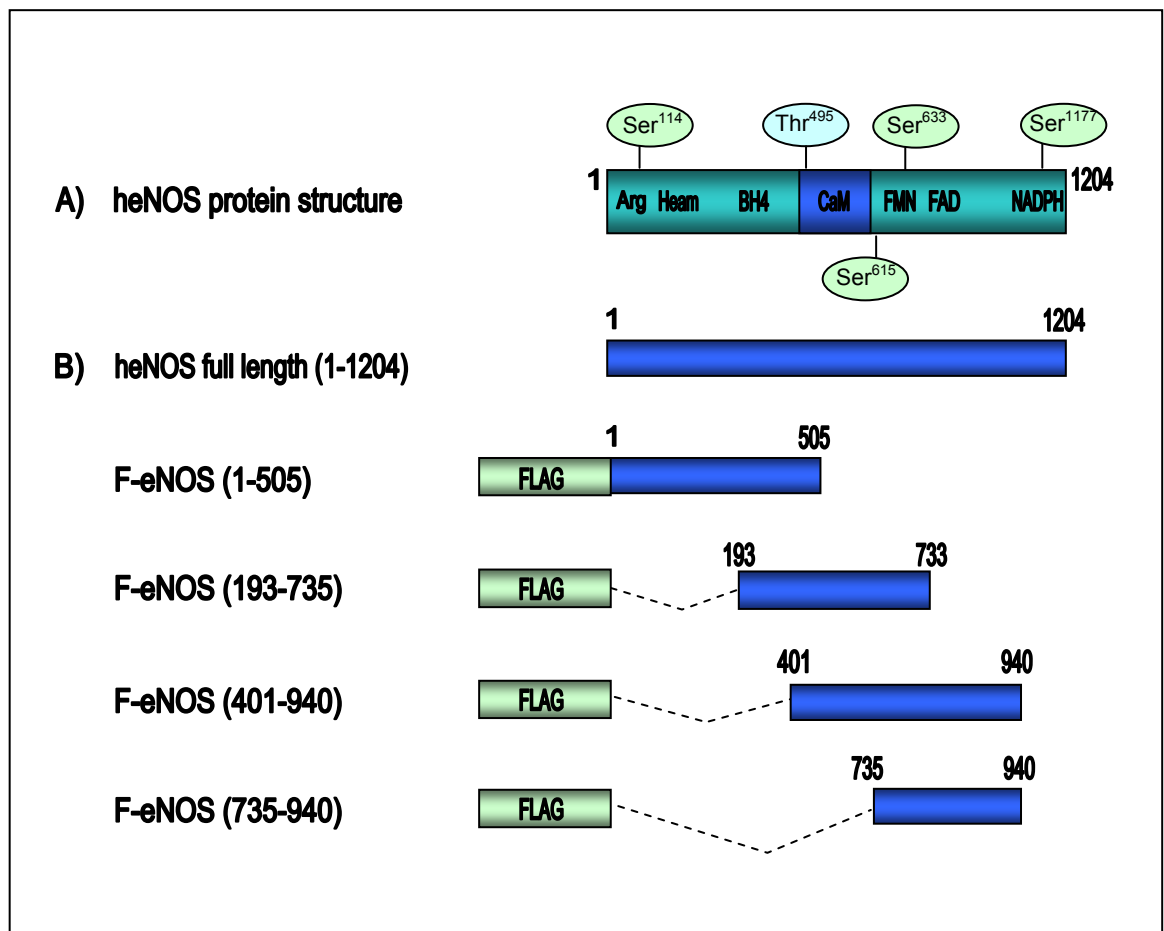 Ser114 Thr495 Ser633 Ser1177
A) heNOS protein structure 1 Arg Heam BH4 CaM FMN FAD NADPH 1204
Ser615
1 1204
B) heNOS full length (1-1204)
1 505
F-eNOS (1-505) FLAG
193 733
F-eNOS (193-735) FLAG
401 940
F-eNOS (401-940) FLAG
735 940
F-eNOS (735-940) FLAG